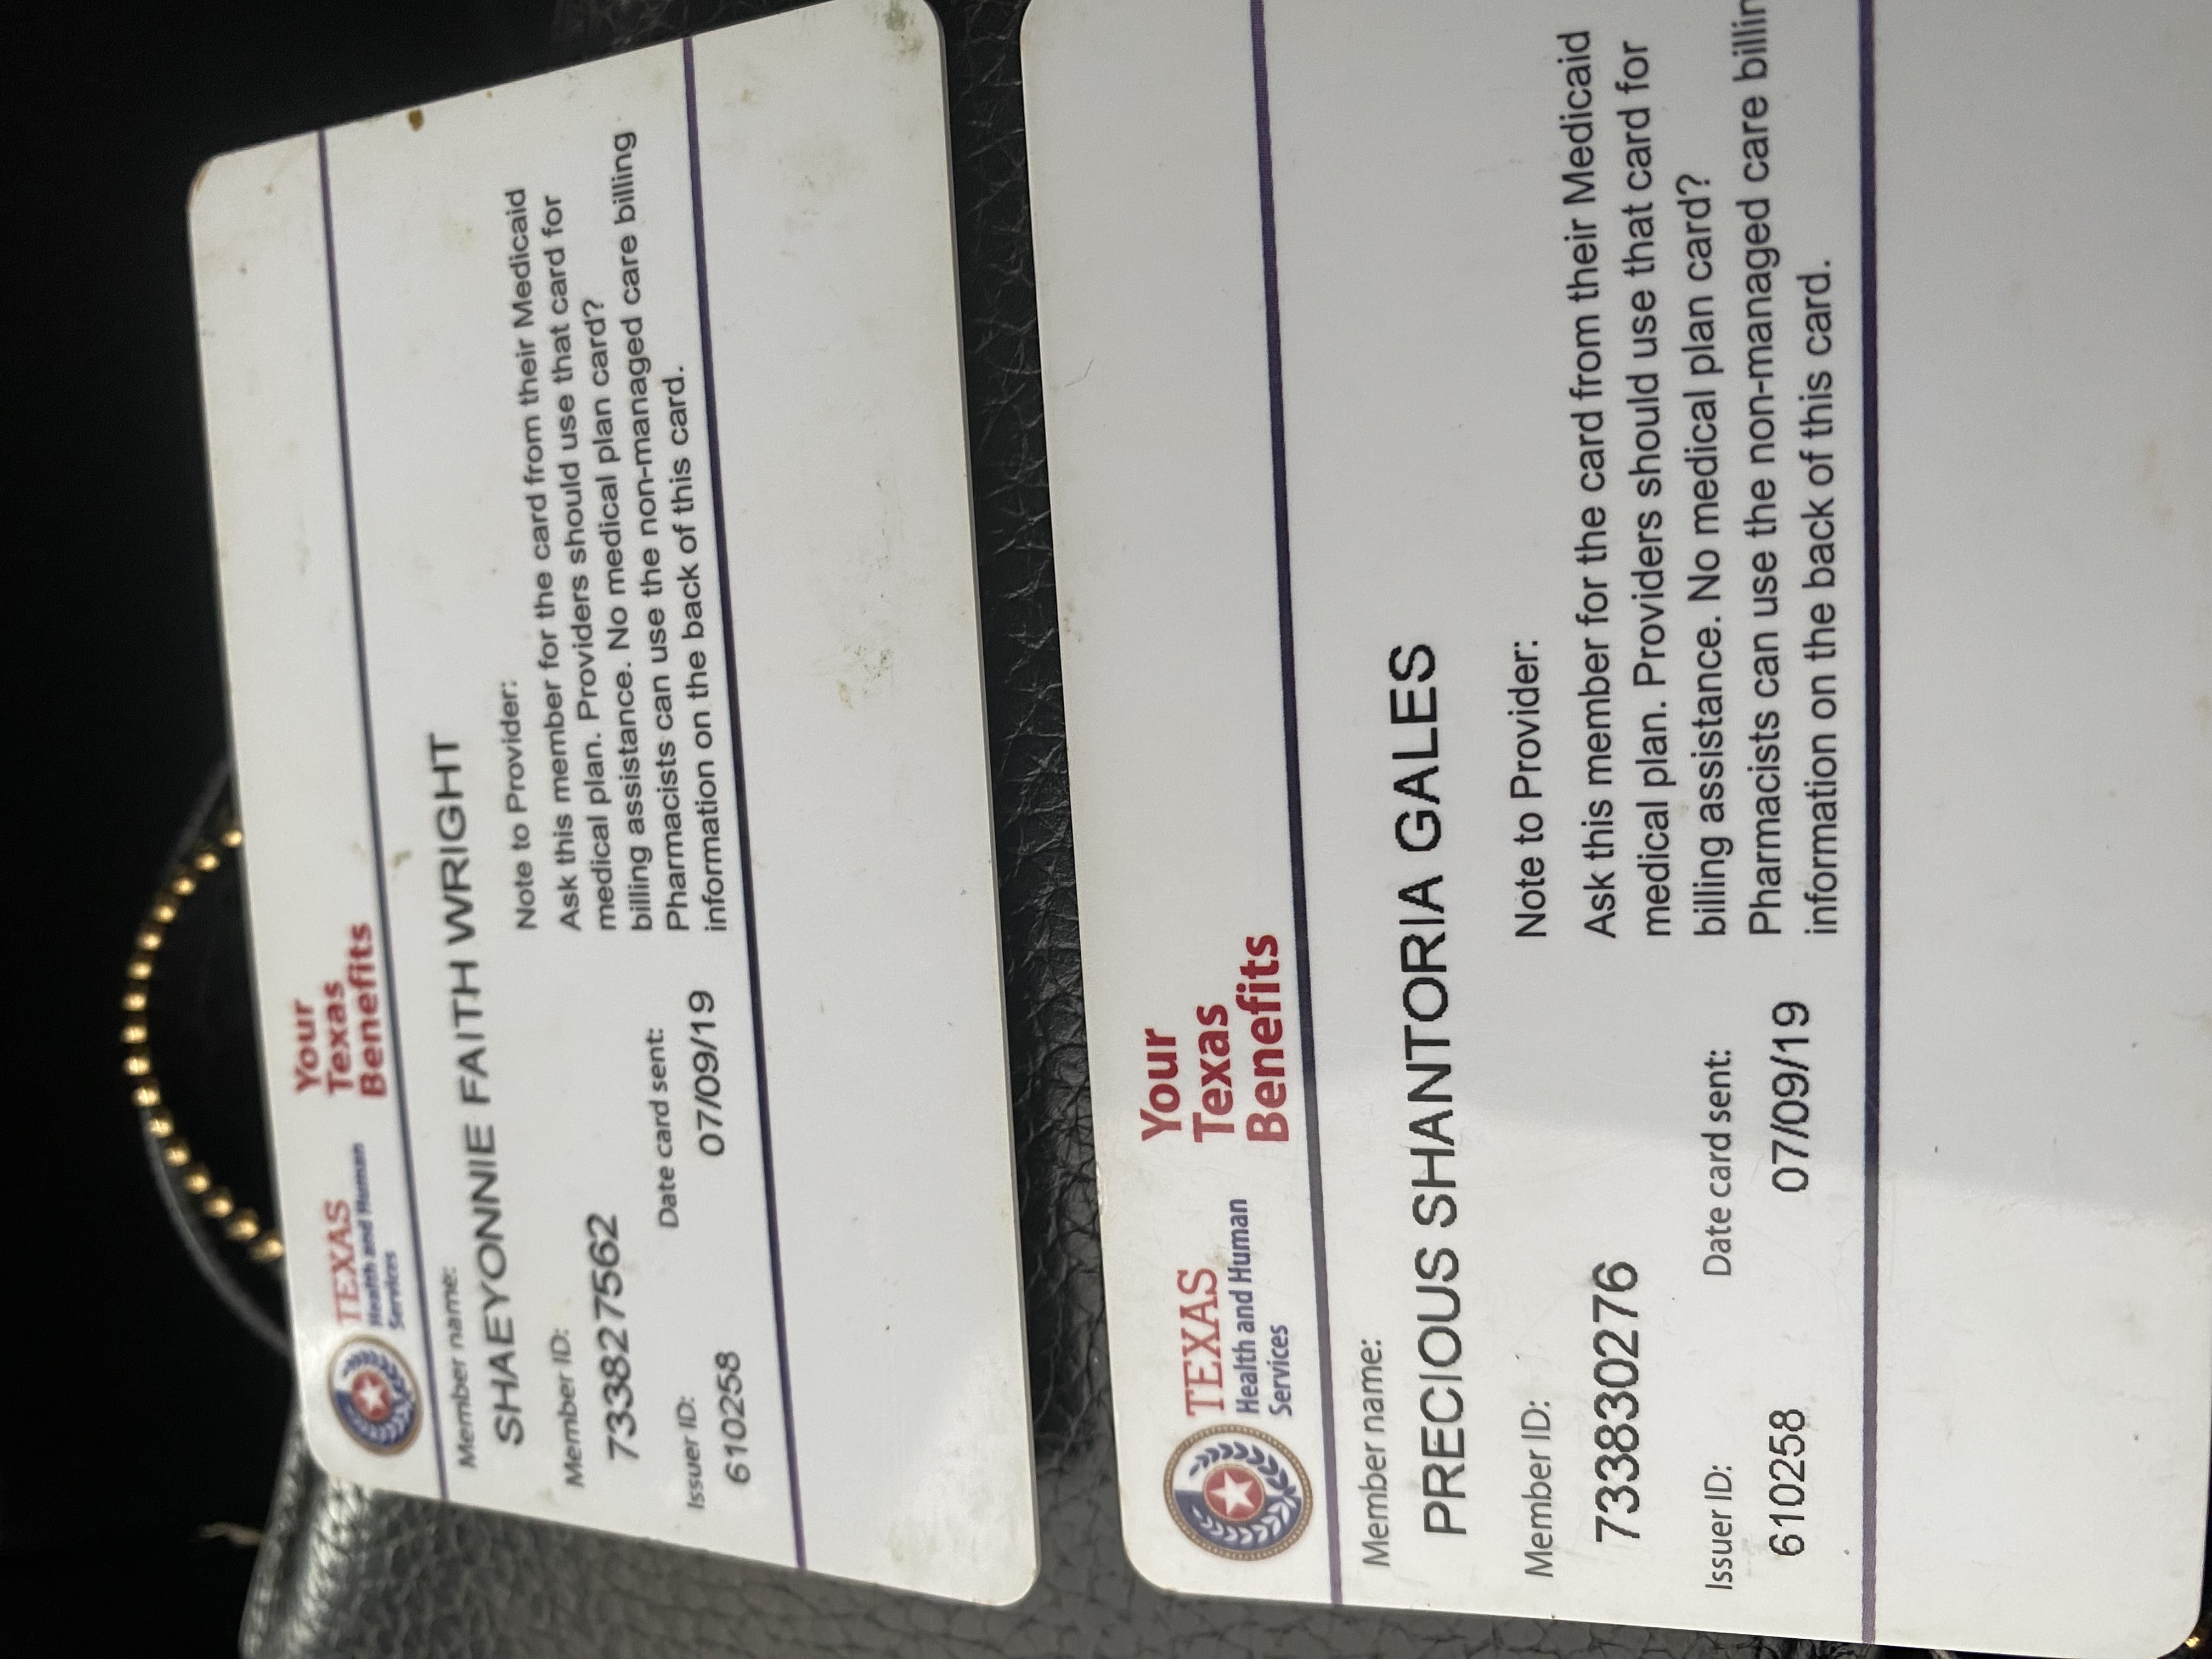 TEXAS
Health and Human
Services
Your
Texas
Benefits
Member name:
SHAEYONNIE FAITH WRIGHT
Member ID:
733827562
Note to Provider:
Ask this member for the card from their Medicaid
medical plan. Providers should use that card for
billing assistance. No medical plan card?
Pharmacists can use the non-managed care billing
information on the back of this card.
Issuer ID:
610258
Date card sent:
07/09/19
TEXAS
Health and Human
Services
Your
Texas
Benefits
Member name:
PRECIOUS SHANTORIA GALES
Member ID:
733830276
Note to Provider:
Ask this member for the card from their Medicaid
medical plan. Providers should use that card for
billing assistance. No medical plan card?
Pharmacists can use the non-managed care billin
information on the back of this card.
Issuer ID:
610258
Date card sent:
07/09/19